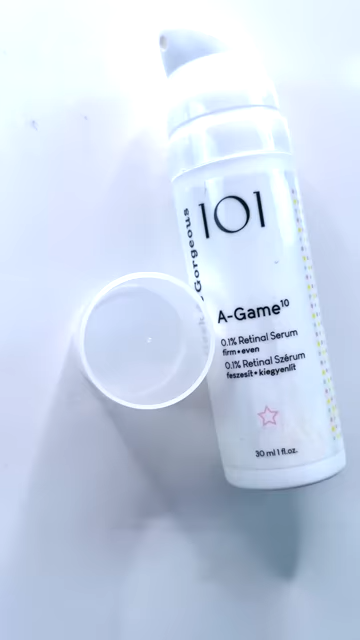 Gorgeous
101
A-Game¹⁰
0.1% Retinal Serum
firm•even
0.1% Retinal Szérum
feszesít•kiegyenlít
30 ml 1 fl.oz.